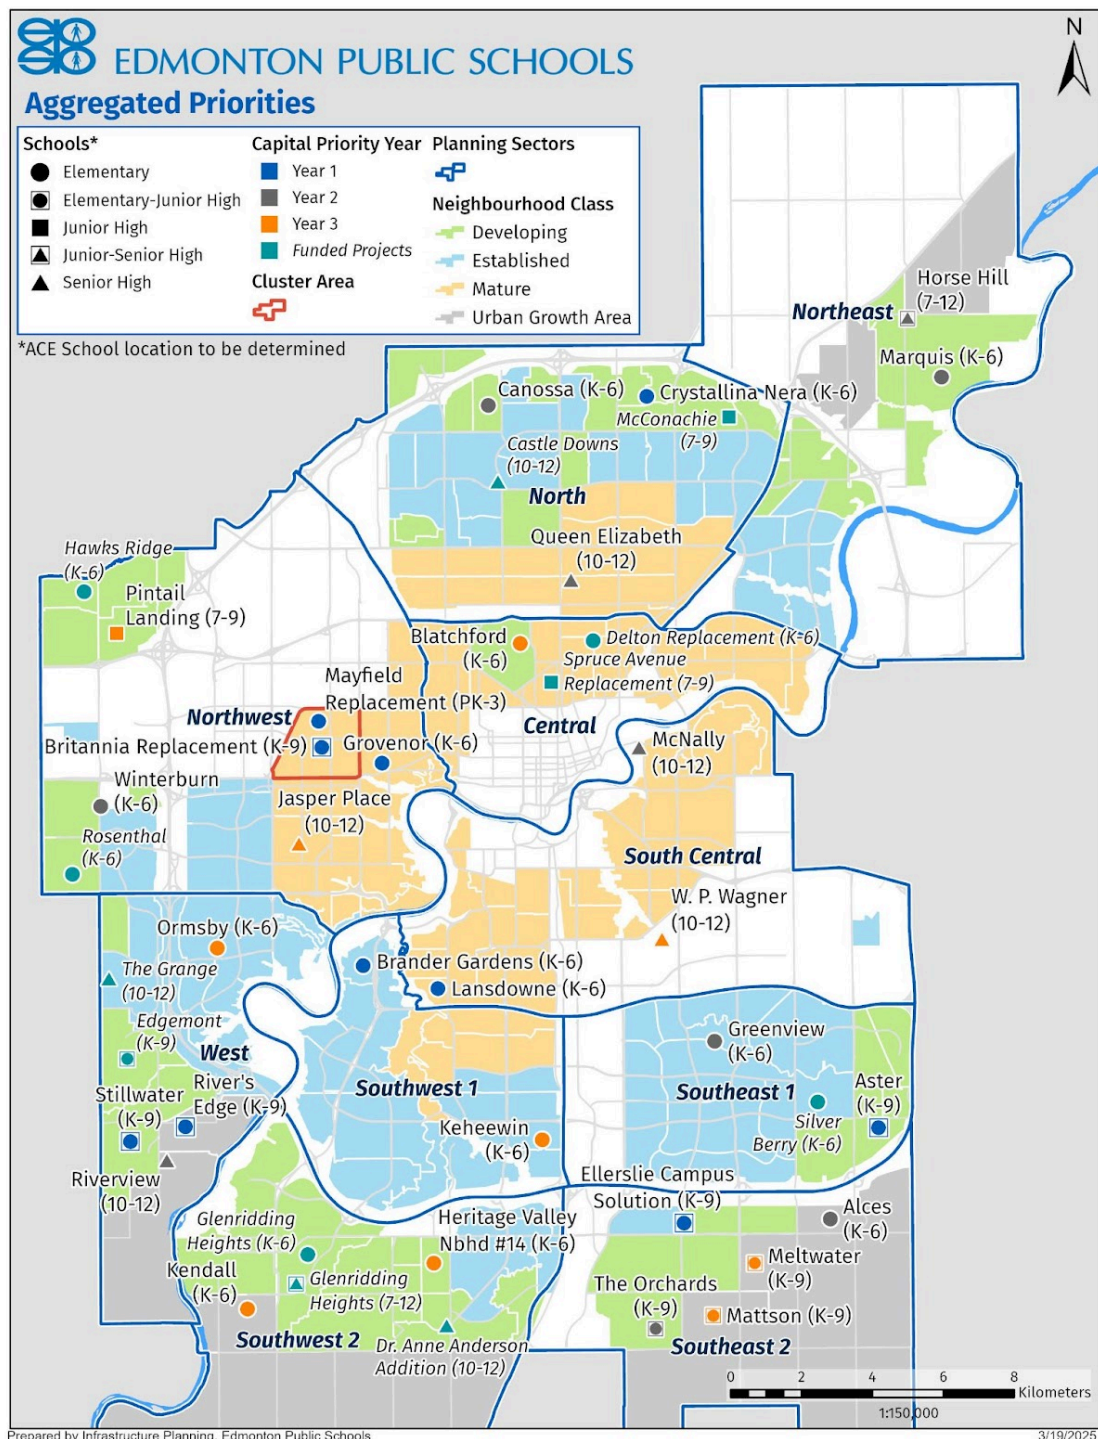 EDMONTON PUBLIC SCHOOLS
Aggregated Priorities
N
Schools*
Elementary
Elementary-Junior High
Junior High
Junior-Senior High
Senior High
Capital Priority Year
Year 1
Year 2
Year 3
Funded Projects
Cluster Area
Planning Sectors
Neighbourhood Class
Developing
Established
Mature
Urban Growth Area
*ACE School location to be determined
Horse Hill
(7-12)
Northeast
Marquis (K-6)
Canossa (K-6)
Crystallina Nera (K-6)
McConachie
(7-9)
Castle Downs
(10-12)
North
Queen Elizabeth
(10-12)
Hawks Ridge
(K-6)
Pintail
Landing (7-9)
Blatchford
(K-6)
Delton Replacement (K-6)
Spruce Avenue
Replacement (7-9)
Mayfield
Replacement (PK-3)
Northwest
Central
Britannia Replacement (K-9)
Grovenor (K-6)
McNally
(10-12)
Winterburn
(K-6)
Jasper Place
(10-12)
Rosenthal
(K-6)
South Central
W. P. Wagner
(10-12)
Ormsby (K-6)
Brander Gardens (K-6)
The Grange
(10-12)
Lansdowne (K-6)
Edgemont
(K-9)
Greenview
(K-6)
West
Stillwater
(K-9)
River's
Edge (K-9)
Southwest 1
Southeast 1
Aster
(K-9)
Silver
Berry (K-6)
Keheewin
(K-6)
Riverview
(10-12)
Ellerslie Campus
Solution (K-9)
Glenridding
Heights (K-6)
Heritage Valley
Nbhd #14 (K-6)
Alces
(K-6)
Meltwater
(K-9)
Kendall
(K-6)
Glenridding
Heights (7-12)
The Orchards
(K-9)
Mattson (K-9)
Southwest 2
Dr. Anne Anderson
Addition (10-12)
Southeast 2
0 2 4 6 8
Kilometers
1:150,000
Prepared by Infrastructure Planning, Edmonton Public Schools
3/19/2025